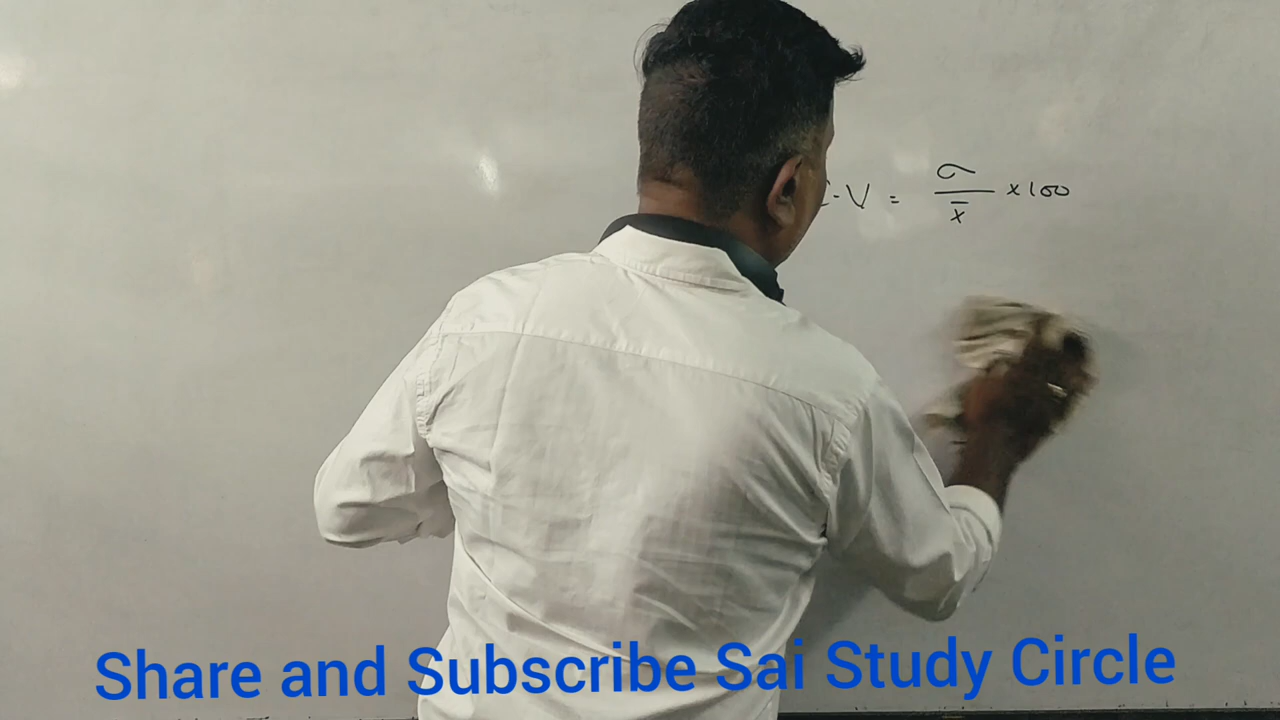 C.V = σ/x̄ ×100
Share and Subscribe Sai Study Circle